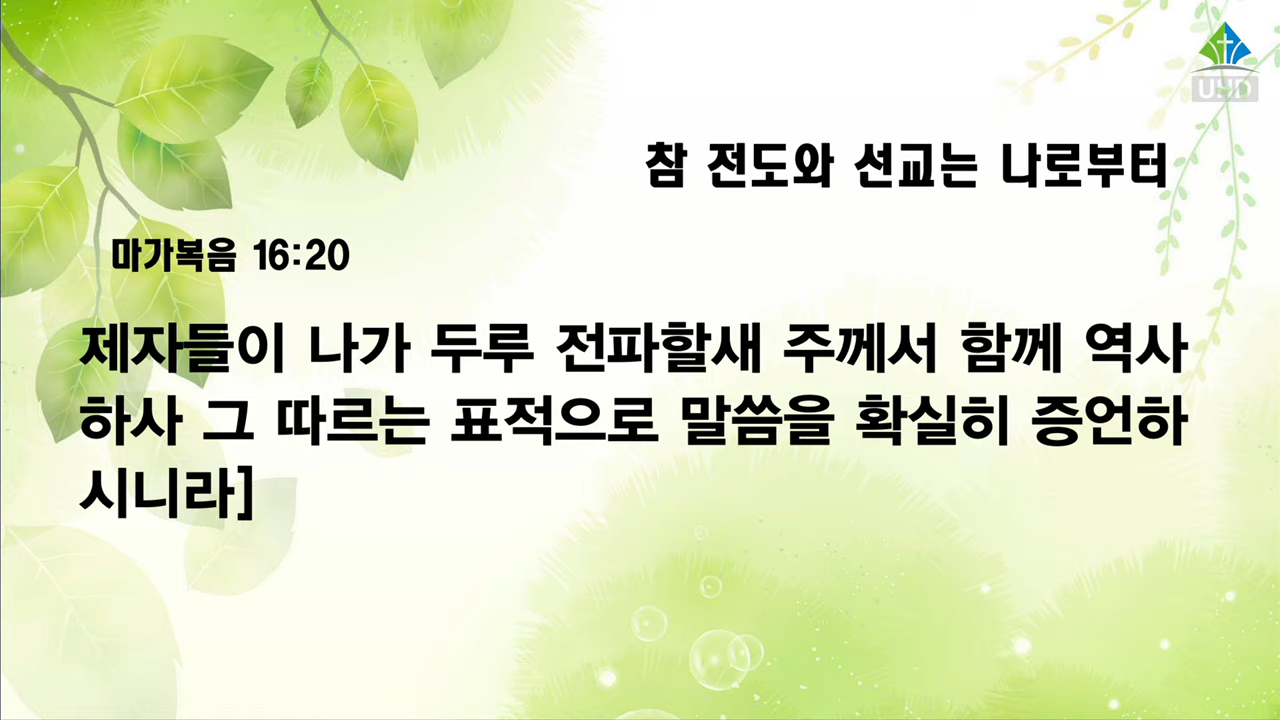 UHD
참 전도와 선교는 나로부터
마가복음 16:20
제자들이 나가 두루 전파할새 주께서 함께 역사
하사 그 따르는 표적으로 말씀을 확실히 증언하
시니라]